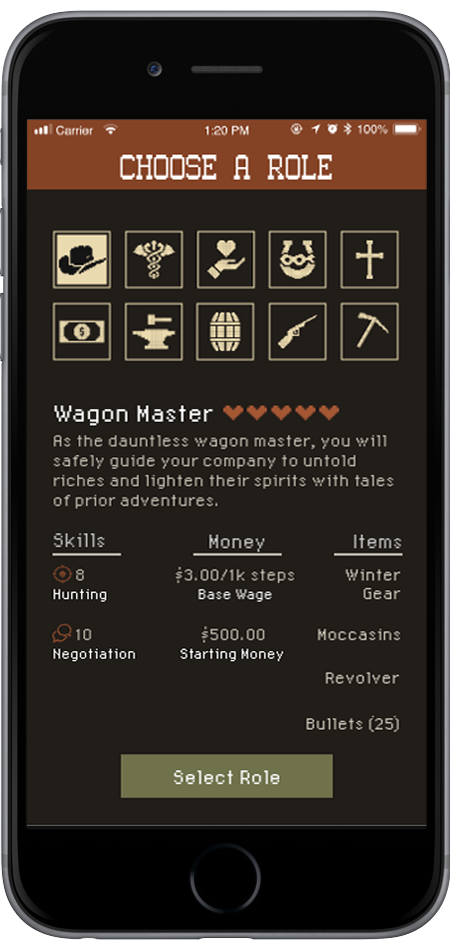 Carrier 1:20 PM 100%
CHOOSE A ROLE
$
Wagon Master
As the dauntless wagon master, you will
safely guide your company to untold
riches and lighten their spirits with tales
of prior adventures.
Skills Money Items
8 $3.00/1k steps Winter
Hunting Base Wage Gear
10 $500.00 Moccasins
Negotiation Starting Money
Revolver
Bullets (25)
Select Role